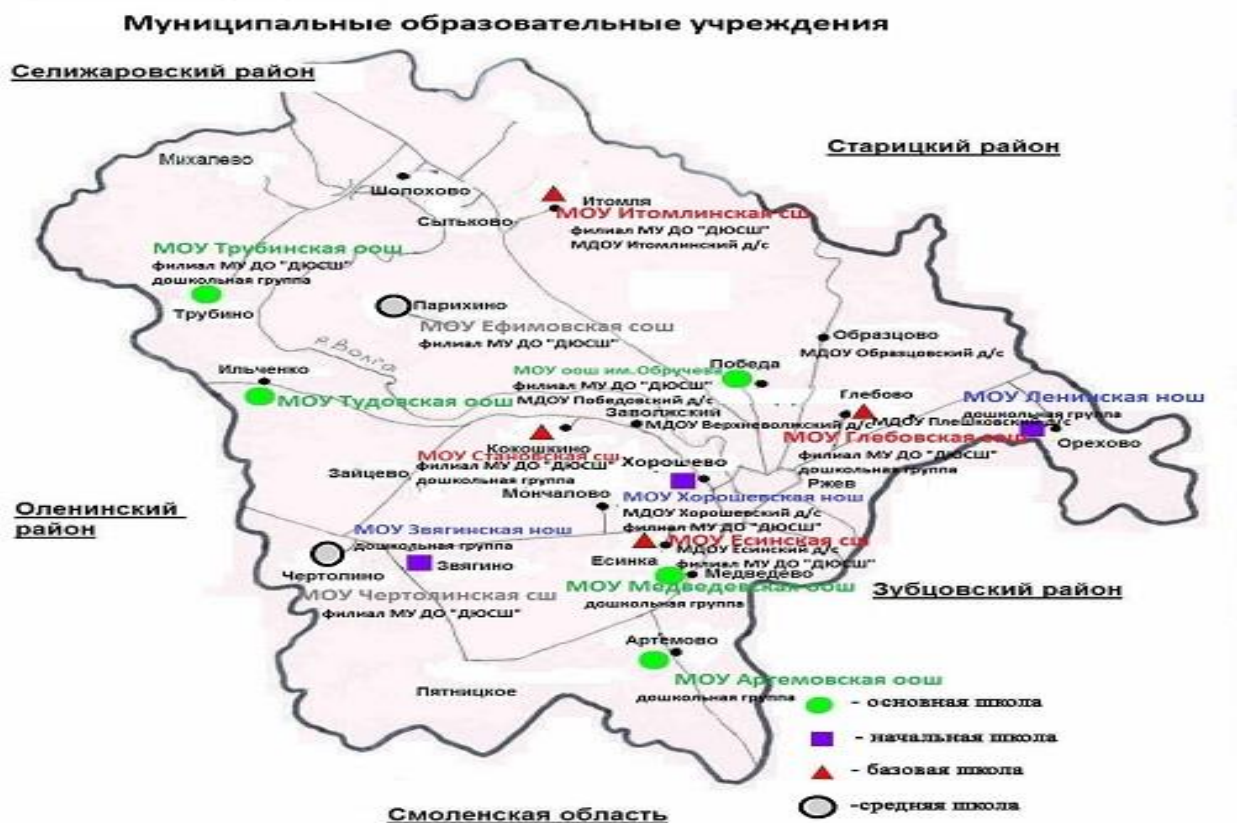 Муниципальные образовательные учреждения
Селижаровский район
Старицкий район
Михалево
Шолохово
Итомля
Сытьково
МОУ Итомлинская сш
филиал МУ ДО "ДЮСШ"
МДОУ Итомлинский д/с
МОУ Трубинская оош
филиал МУ ДО "ДЮСШ"
дошкольная группа
Трубино
Парихино
МОУ Ефимовская сош
филиал МУ ДО "ДЮСШ"
р.Волга
Образцово
МДОУ Образцовский д/с
Победа
МОУ оош им.Обручева
филиал МУ ДО "ДЮСШ"
МДОУ Победовский д/с
Ильченко
МОУ Тудовская оош
Заволжский
МДОУ Верхневолжский д/с
Глебово
МДОУ Плешковский д/с
МОУ Глебовская сош
филиал МУ ДО "ДЮСШ"
дошкольная группа
МОУ Ленинская нош
дошкольная группа
Орехово
Кокошкино
МОУ Становская сш
филиал МУ ДО "ДЮСШ"
дошкольная группа
Зайцево
Хорошево
Ржев
Мончалово
МОУ Хорошевская нош
МДОУ Хорошевский д/с
филиал МУ ДО "ДЮСШ"
Оленинский
район
МОУ Звягинская нош
дошкольная группа
Звягино
МОУ Есинская сш
МДОУ Есинский д/с
филиал МУ ДО "ДЮСШ"
Есинка
Медведево
МОУ Медведевская оош
дошкольная группа
Чертолино
МОУ Чертолинская сш
филиал МУ ДО "ДЮСШ"
Зубцовский район
Артемово
МОУ Артемовская оош
дошкольная группа
Пятницкое
- основная школа
- начальная школа
- базовая школа
-средняя школа
Смоленская область